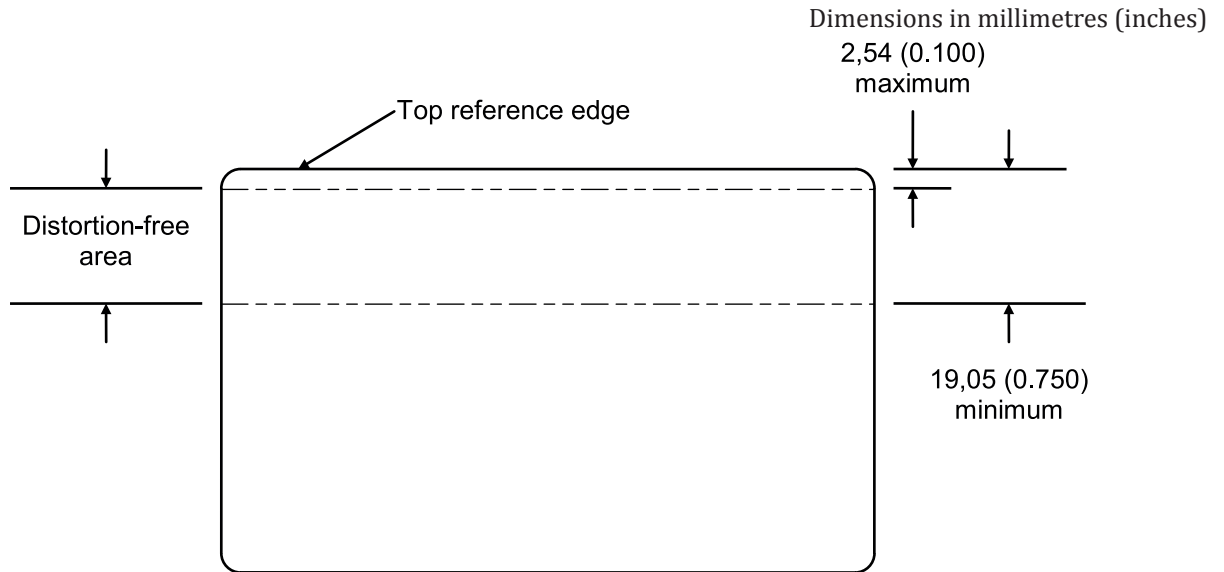 Dimensions in millimetres (inches)
2,54 (0.100)
maximum
Top reference edge
Distortion-free
area
19,05 (0.750)
minimum